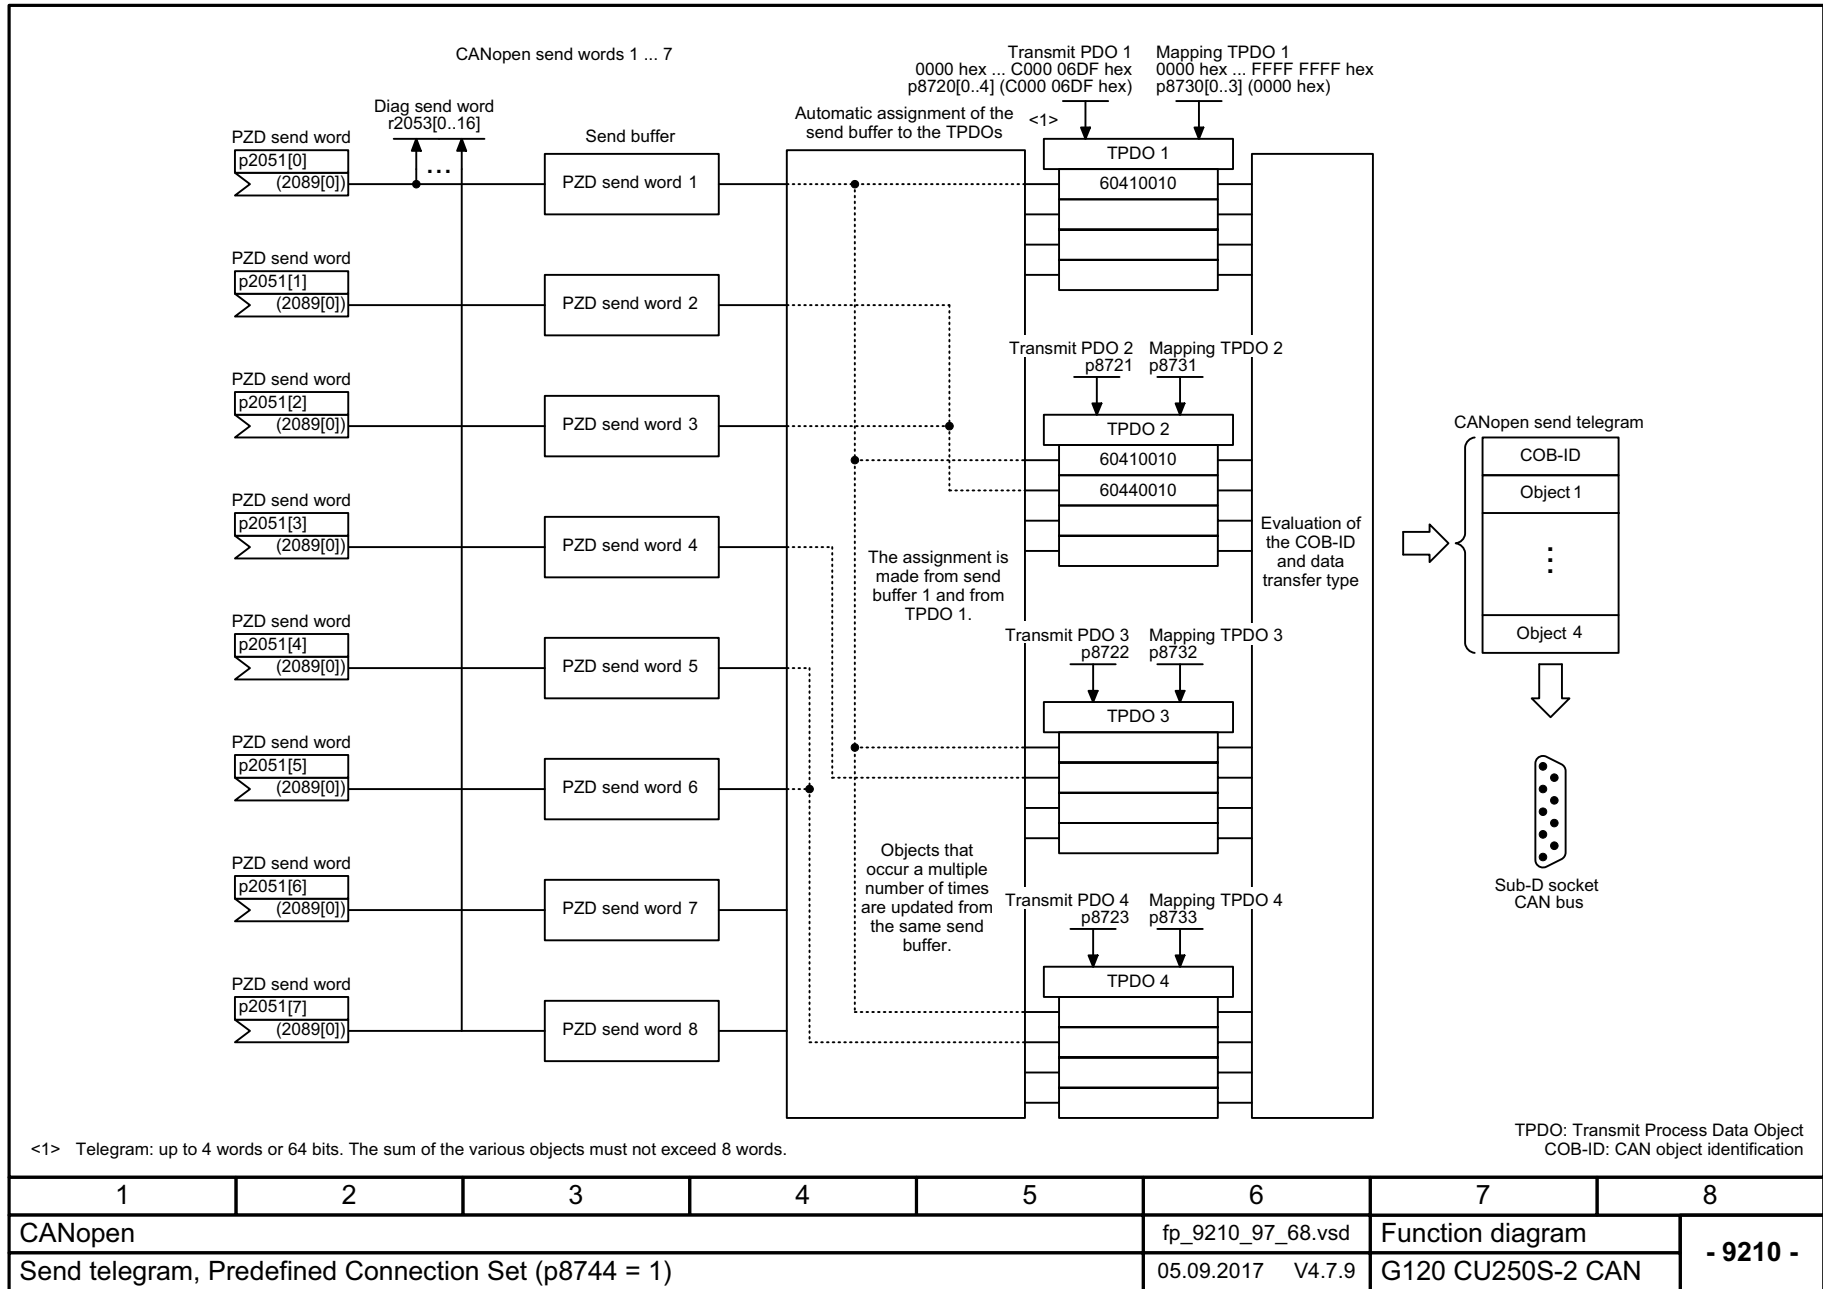 CANopen send words 1 ... 7
Transmit PDO 1
0000 hex ... C000 06DF hex
p8720[0..4] (C000 06DF hex)
Mapping TPDO 1
0000 hex ... FFFF FFFF hex
p8730[0..3] (0000 hex)
Diag send word
r2053[0..16]
...
Send buffer
Automatic assignment of the
send buffer to the TPDOs
<1>
PZD send word
p2051[0]
(2089[0])
PZD send word 1
TPDO 1
60410010
PZD send word
p2051[1]
(2089[0])
PZD send word 2
Transmit PDO 2
p8721
Mapping TPDO 2
p8731
PZD send word
p2051[2]
(2089[0])
PZD send word 3
TPDO 2
60410010
60440010
CANopen send telegram
COB-ID
Object 1
⋮
Object 4
PZD send word
p2051[3]
(2089[0])
PZD send word 4
The assignment is
made from send
buffer 1 and from
TPDO 1.
Evaluation of
the COB-ID
and data
transfer type
PZD send word
p2051[4]
(2089[0])
PZD send word 5
Transmit PDO 3
p8722
Mapping TPDO 3
p8732
TPDO 3
PZD send word
p2051[5]
(2089[0])
PZD send word 6
Objects that
occur a multiple
number of times
are updated from
the same send
buffer.
Sub-D socket
CAN bus
PZD send word
p2051[6]
(2089[0])
PZD send word 7
Transmit PDO 4
p8723
Mapping TPDO 4
p8733
TPDO 4
PZD send word
p2051[7]
(2089[0])
PZD send word 8
<1> Telegram: up to 4 words or 64 bits. The sum of the various objects must not exceed 8 words.
TPDO: Transmit Process Data Object
COB-ID: CAN object identification
1 2 3 4 5 6 7 8
CANopen
fp_9210_97_68.vsd
Function diagram
- 9210 -
Send telegram, Predefined Connection Set (p8744 = 1)
05.09.2017 V4.7.9
G120 CU250S-2 CAN